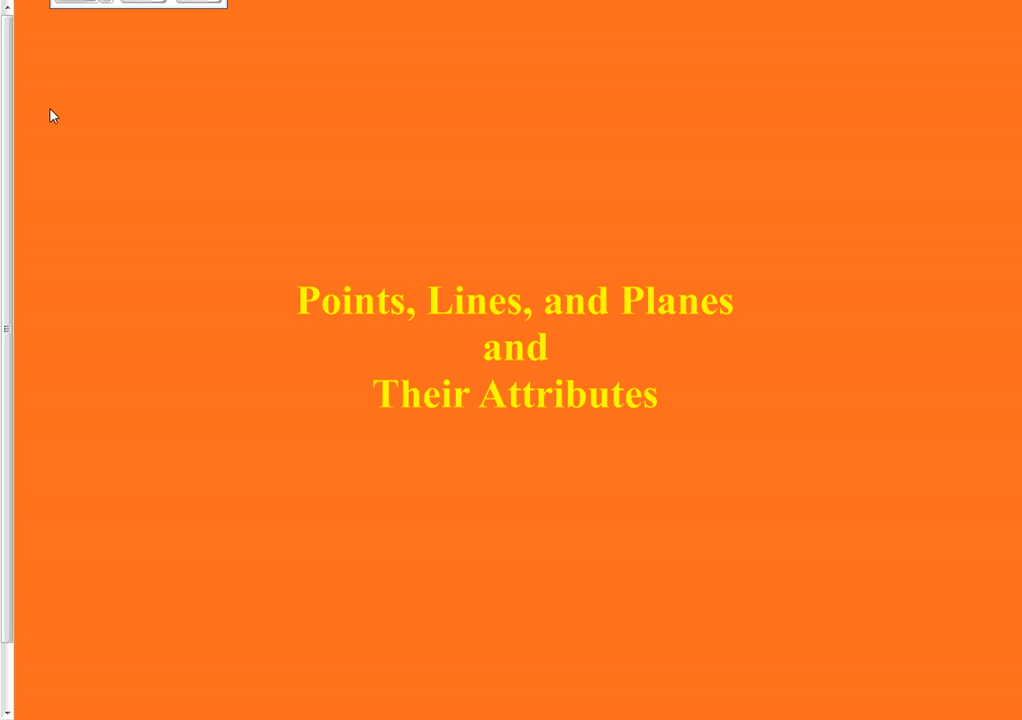 Points, Lines, and Planes
and
Their Attributes